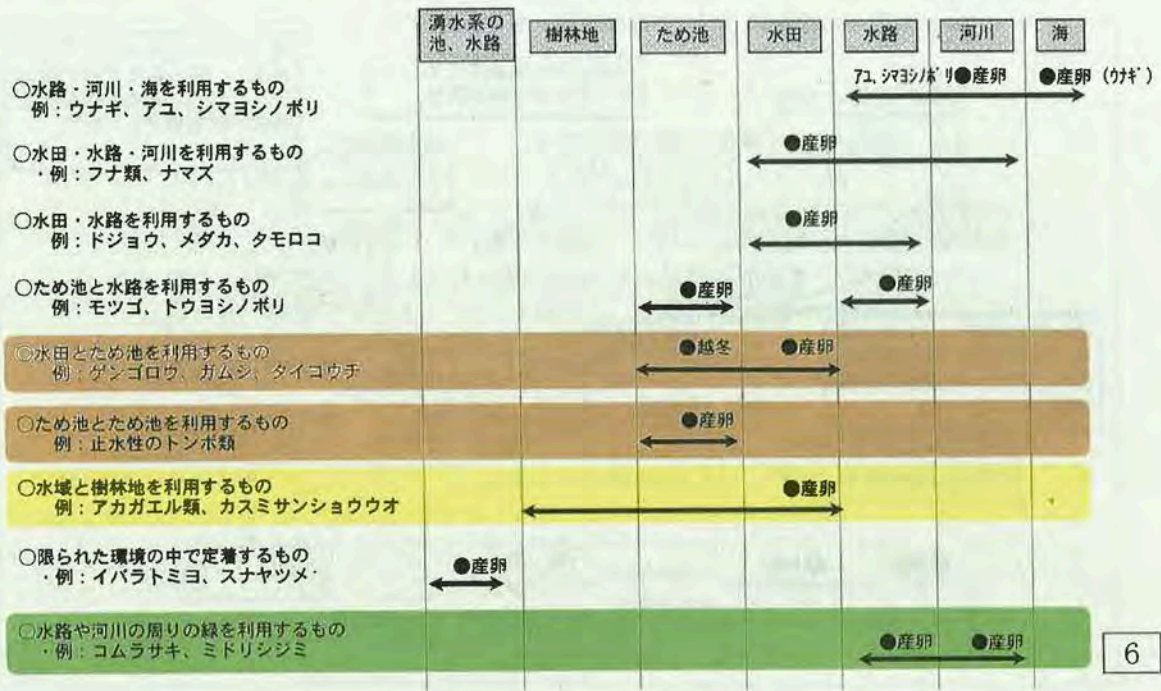 湧水系の
池、水路
樹林地
ため池
水田
水路
河川
海
○水路・河川・海を利用するもの
例：ウナギ、アユ、シマヨシノボリ
アユ、シマヨシノボリ●産卵
●産卵（ウナギ）
○水田・水路・河川を利用するもの
・例：フナ類、ナマズ
●産卵
○水田・水路を利用するもの
例：ドジョウ、メダカ、タモロコ
●産卵
○ため池と水路を利用するもの
例：モツゴ、トウヨシノボリ
●産卵
●産卵
○水田とため池を利用するもの
例：ゲンゴロウ、ガムシ、タイコウチ
●越冬
●産卵
○ため池とため池を利用するもの
例：止水性のトンボ類
●産卵
○水域と樹林地を利用するもの
例：アカガエル類、カスミサンショウウオ
●産卵
○限られた環境の中で定着するもの
・例：イバラトミヨ、スナヤツメ
●産卵
○水路や河川の周りの緑を利用するもの
・例：コムラサキ、ミドリシジミ
●産卵
●産卵
6